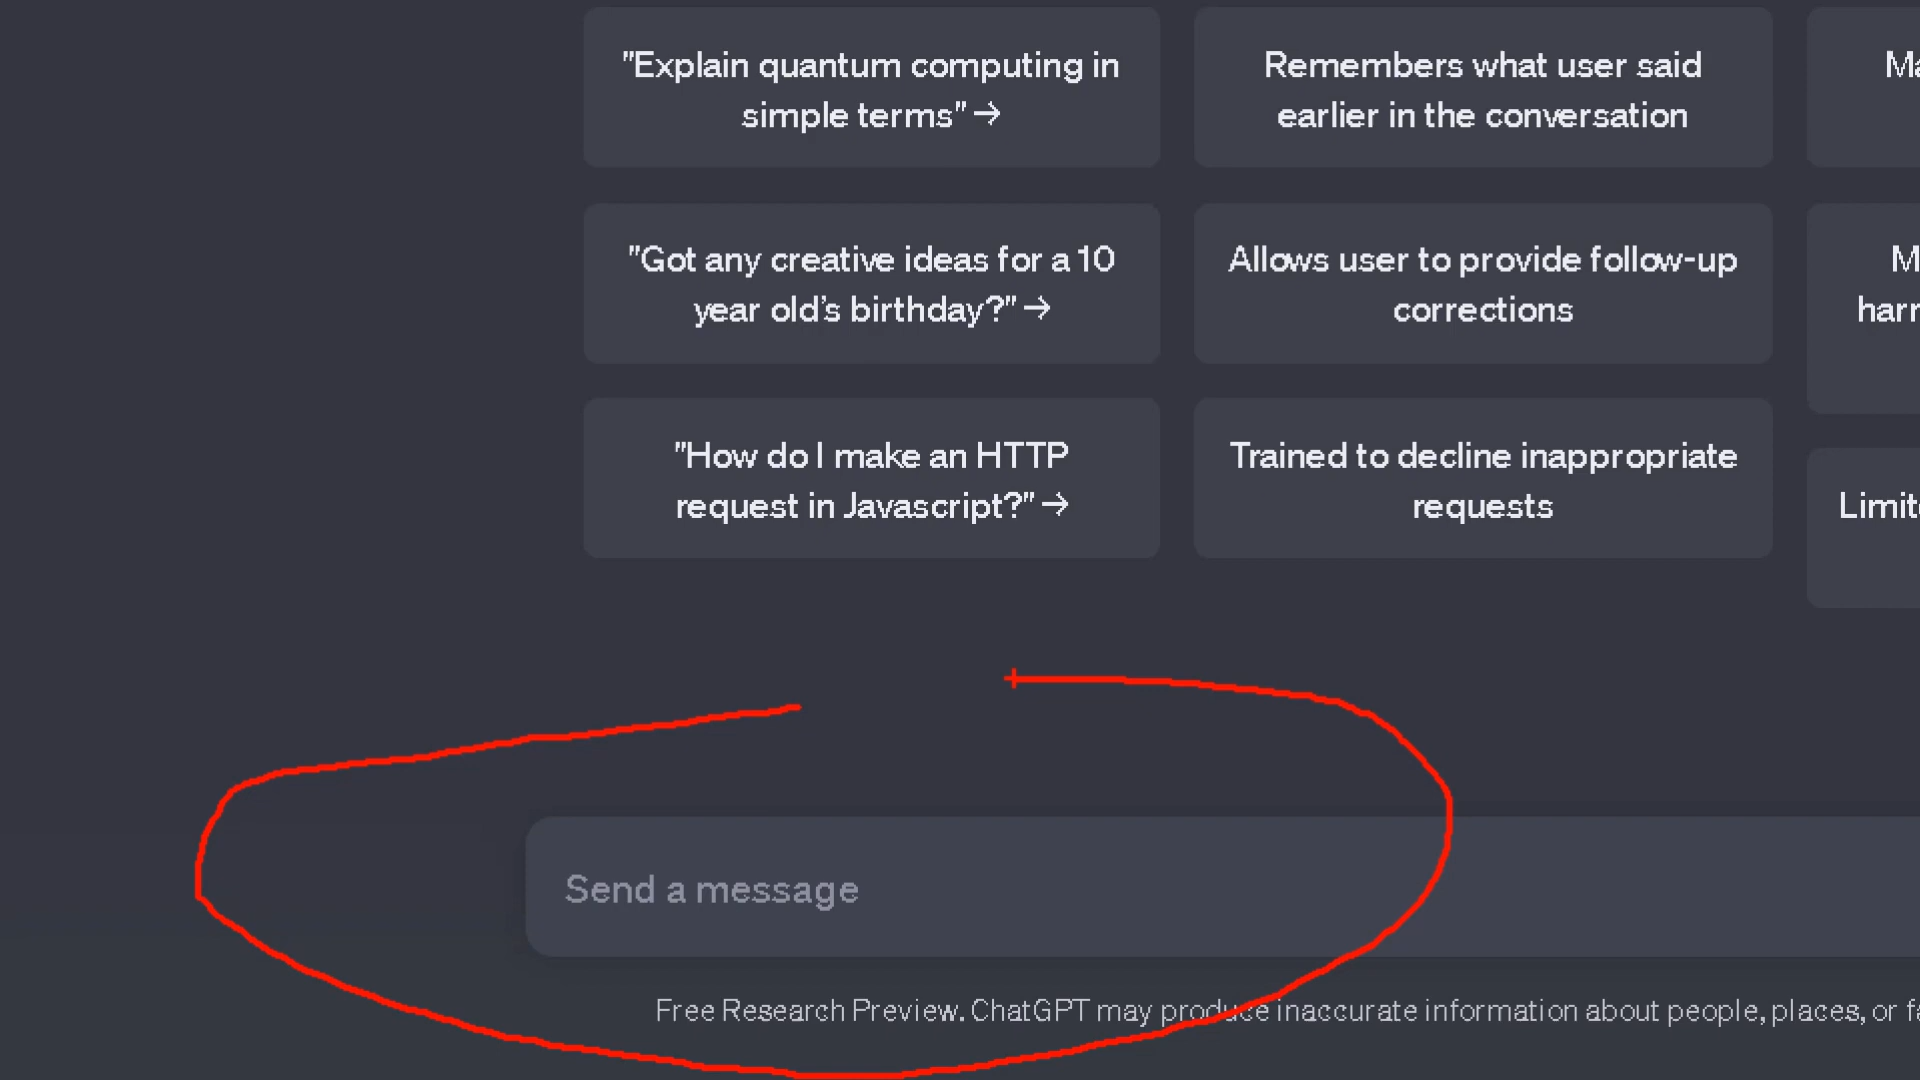 "Explain quantum computing in
simple terms" →
Remembers what user said
earlier in the conversation
"Got any creative ideas for a 10
year old's birthday?" →
Allows user to provide follow-up
corrections
"How do I make an HTTP
request in Javascript?" →
Trained to decline inappropriate
requests
Send a message
Free Research Preview. ChatGPT may produce inaccurate information about people, places, or